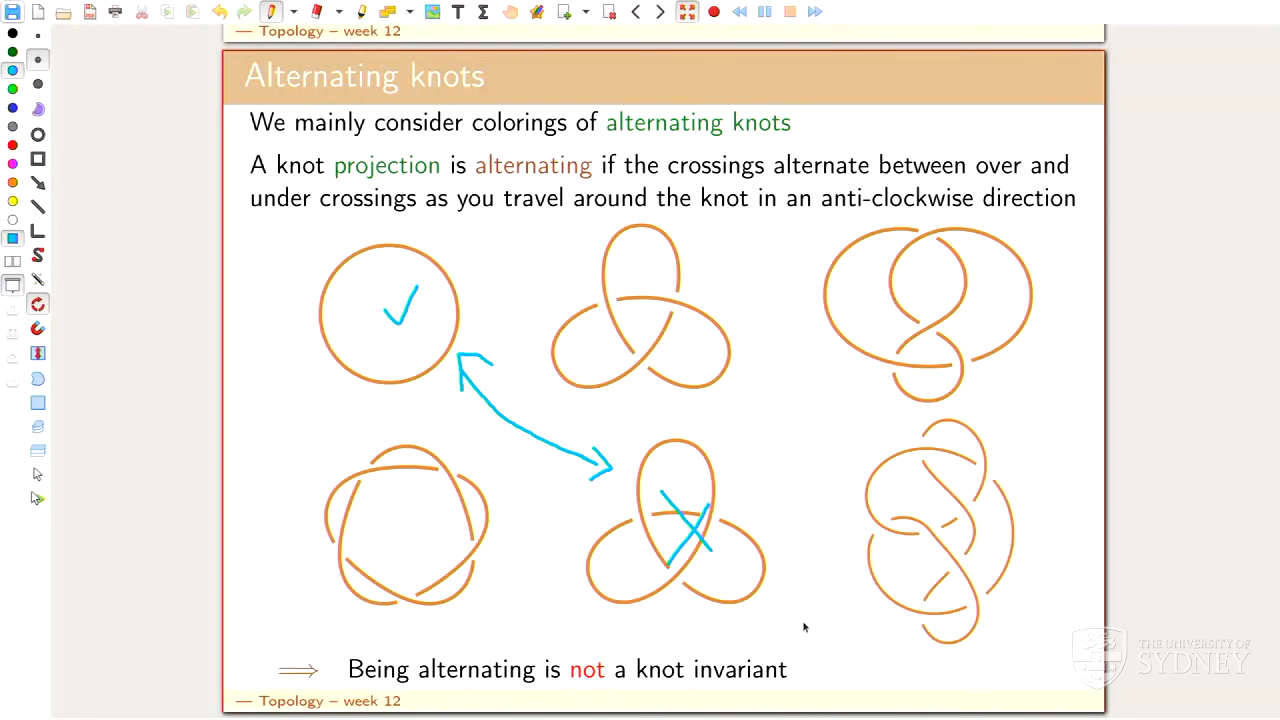 — Topology – week 12
Alternating knots
We mainly consider colorings of alternating knots
A knot projection is alternating if the crossings alternate between over and
under crossings as you travel around the knot in an anti-clockwise direction
⟹ Being alternating is not a knot invariant
— Topology – week 12
THE UNIVERSITY OF
SYDNEY